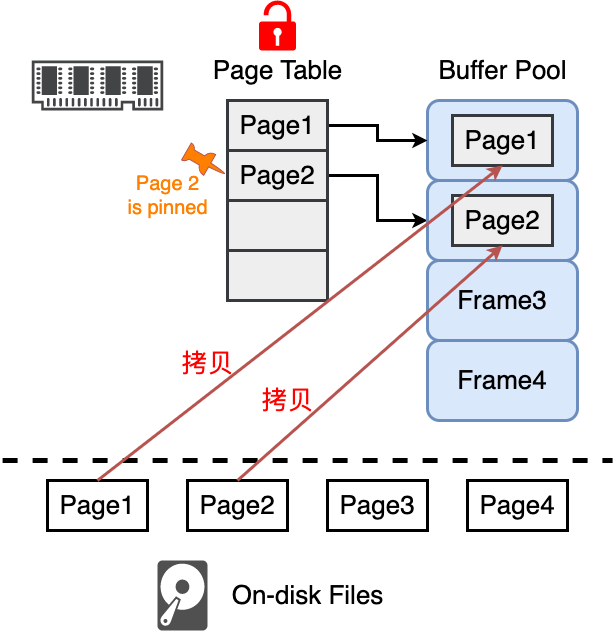 Page Table
Buffer Pool
Page1
Page1
Page 2
is pinned
Page2
Page2
Frame3
Frame4
拷贝
拷贝
Page1
Page2
Page3
Page4
On-disk Files